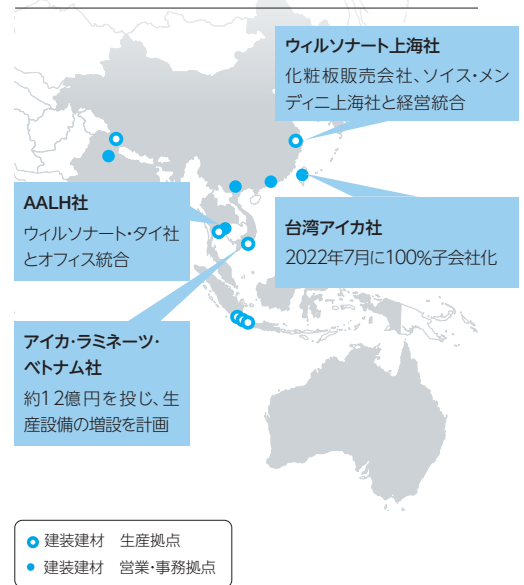 ウィルソナート上海社
化粧板販売会社、ソイス・メン
ディニ上海社と経営統合
AALH社
ウィルソナート・タイ社
とオフィス統合
台湾アイカ社
2022年7月に100%子会社化
アイカ・ラミネーツ・
ベトナム社
約12億円を投じ、生
産設備の増設を計画
建装建材　生産拠点
建装建材　営業・事務拠点